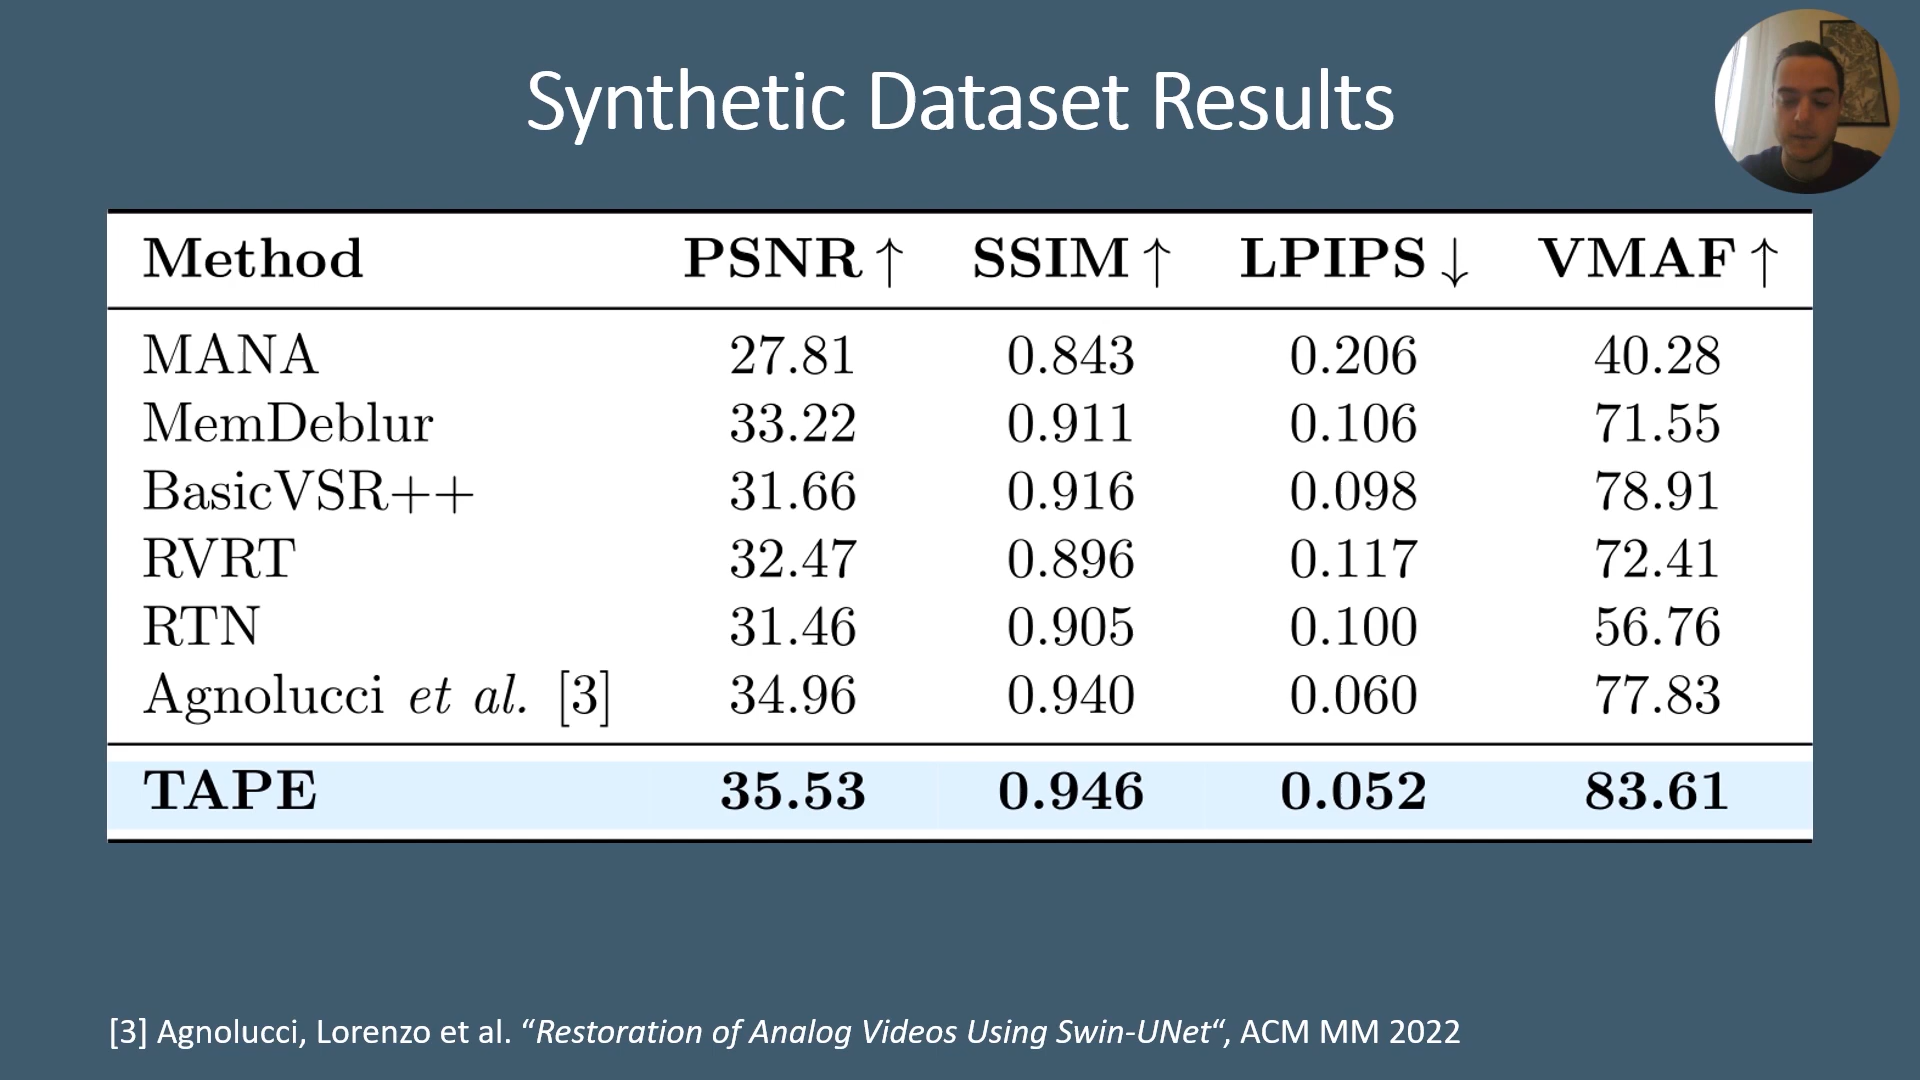 Synthetic Dataset Results
Method PSNR ↑ SSIM ↑ LPIPS ↓ VMAF ↑
MANA 27.81 0.843 0.206 40.28
MemDeblur 33.22 0.911 0.106 71.55
BasicVSR++ 31.66 0.916 0.098 78.91
RVRT 32.47 0.896 0.117 72.41
RTN 31.46 0.905 0.100 56.76
Agnolucci et al. [3] 34.96 0.940 0.060 77.83
TAPE 35.53 0.946 0.052 83.61
[3] Agnolucci, Lorenzo et al. “Restoration of Analog Videos Using Swin-UNet“, ACM MM 2022